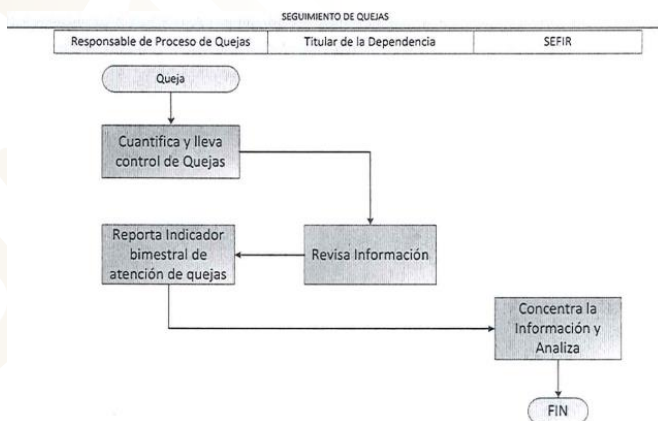 SEGUIMIENTO DE QUEJAS
Responsable de Proceso de Quejas
Titular de la Dependencia
SEFIR
Queja
Cuantifica y lleva
control de Quejas
Reporta Indicador
bimestral de
atención de quejas
Revisa Información
Concentra la
Información y
Analiza
FIN